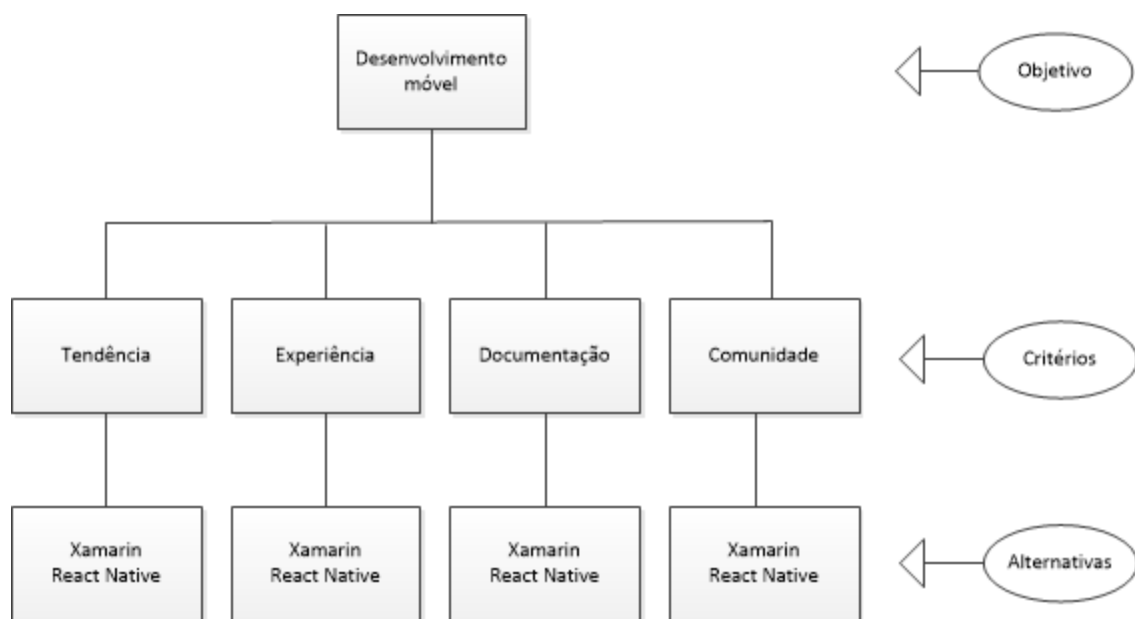 Desenvolvimento
móvel
Objetivo
Tendência
Experiência
Documentação
Comunidade
Critérios
Xamarin
React Native
Xamarin
React Native
Xamarin
React Native
Xamarin
React Native
Alternativas